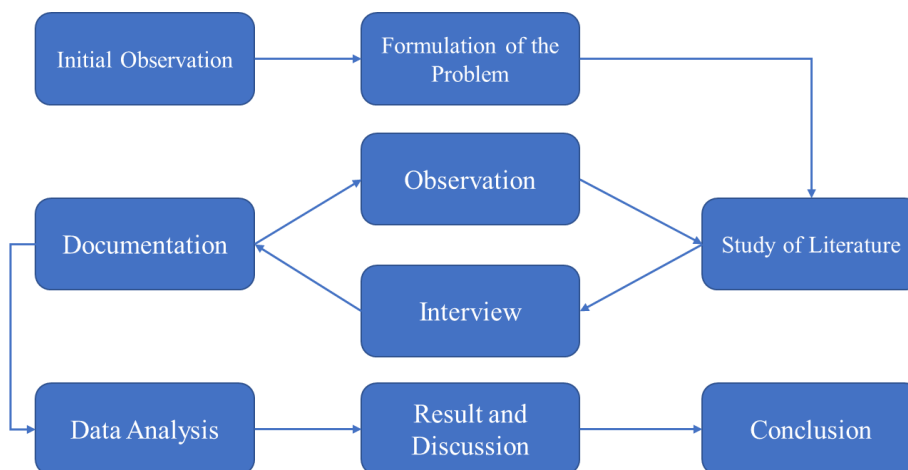 Initial Observation
Formulation of the
Problem
Observation
Documentation
Study of Literature
Interview
Data Analysis
Result and
Discussion
Conclusion